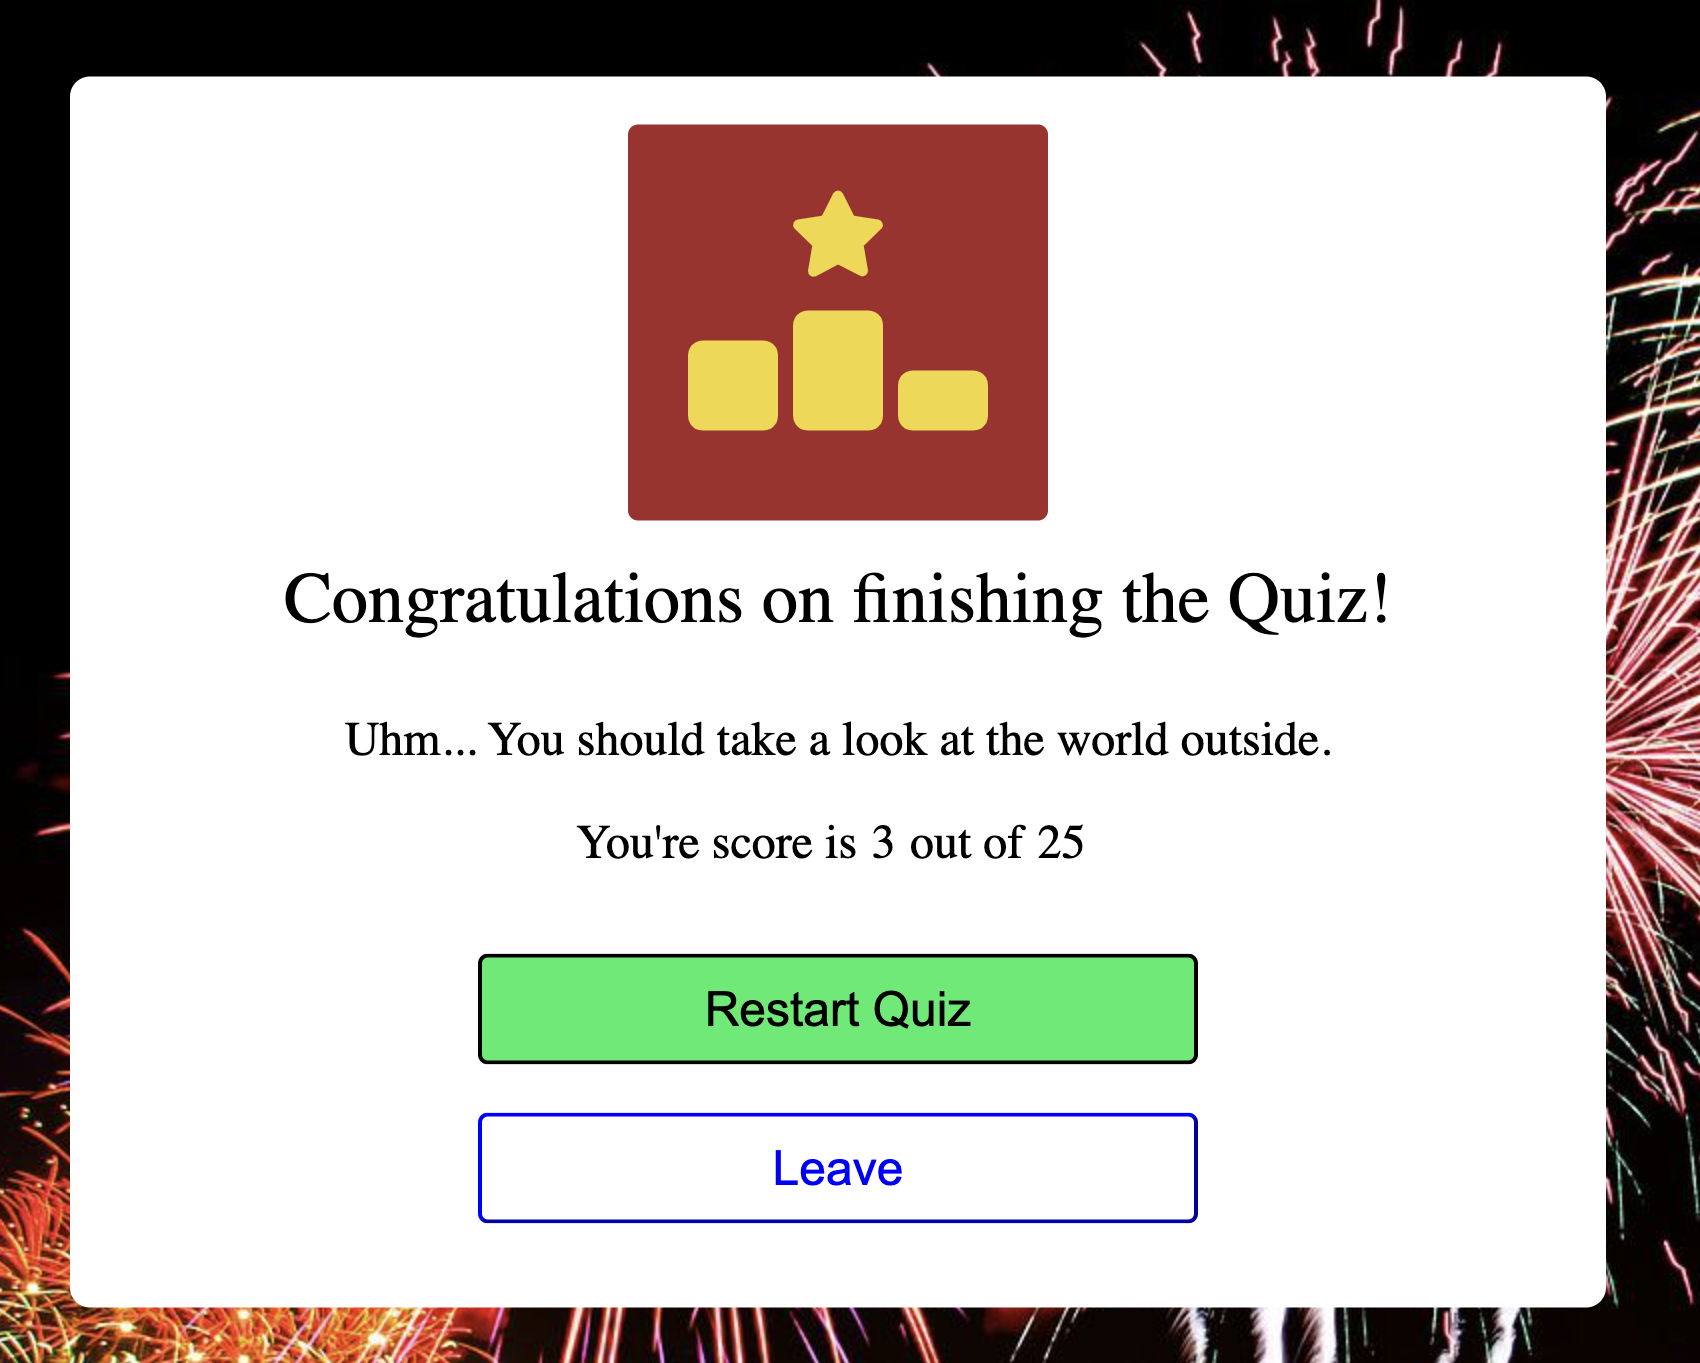 Congratulations on finishing the Quiz!
Uhm... You should take a look at the world outside.
You're score is 3 out of 25
Restart Quiz
Leave